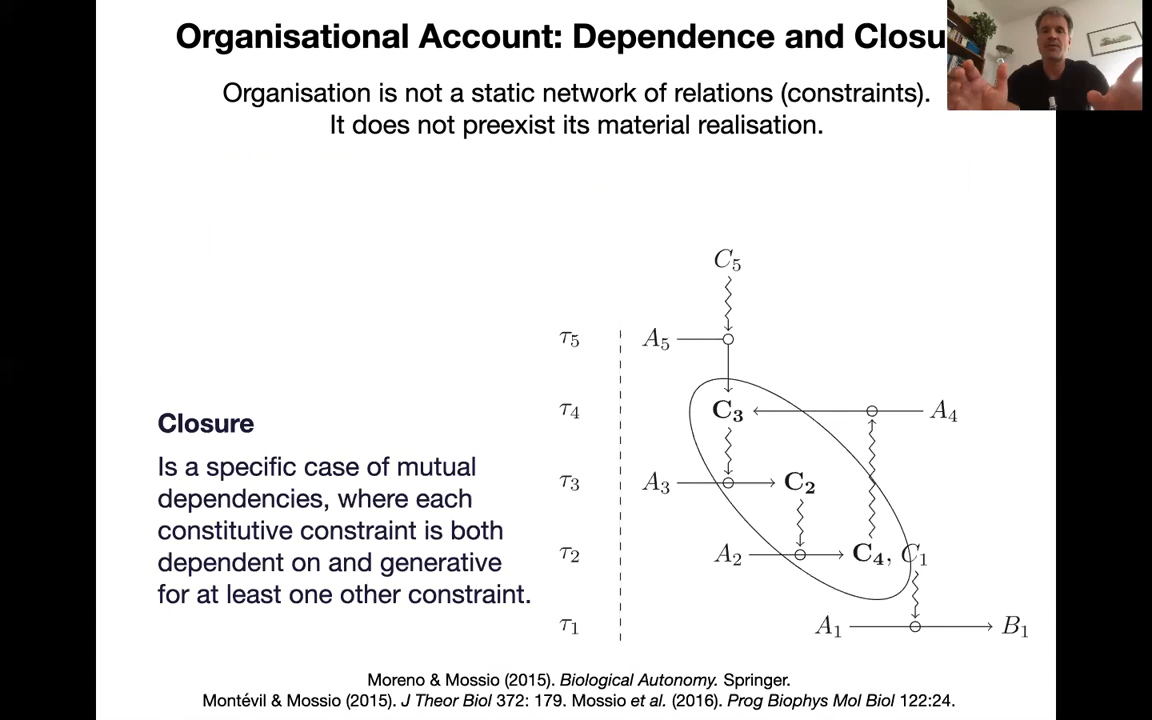 Organisational Account: Dependence and Closu
Organisation is not a static network of relations (constraints).
It does not preexist its material realisation.
C5
τ5 A5
τ4 C3 A4
Closure
Is a specific case of mutual
τ3 A3 C2
dependencies, where each
constitutive constraint is both
τ2 A2 C4, C1
dependent on and generative
for at least one other constraint.
τ1 A1 B1
Moreno & Mossio (2015). Biological Autonomy. Springer.
Montévil & Mossio (2015). J Theor Biol 372: 179. Mossio et al. (2016). Prog Biophys Mol Biol 122:24.